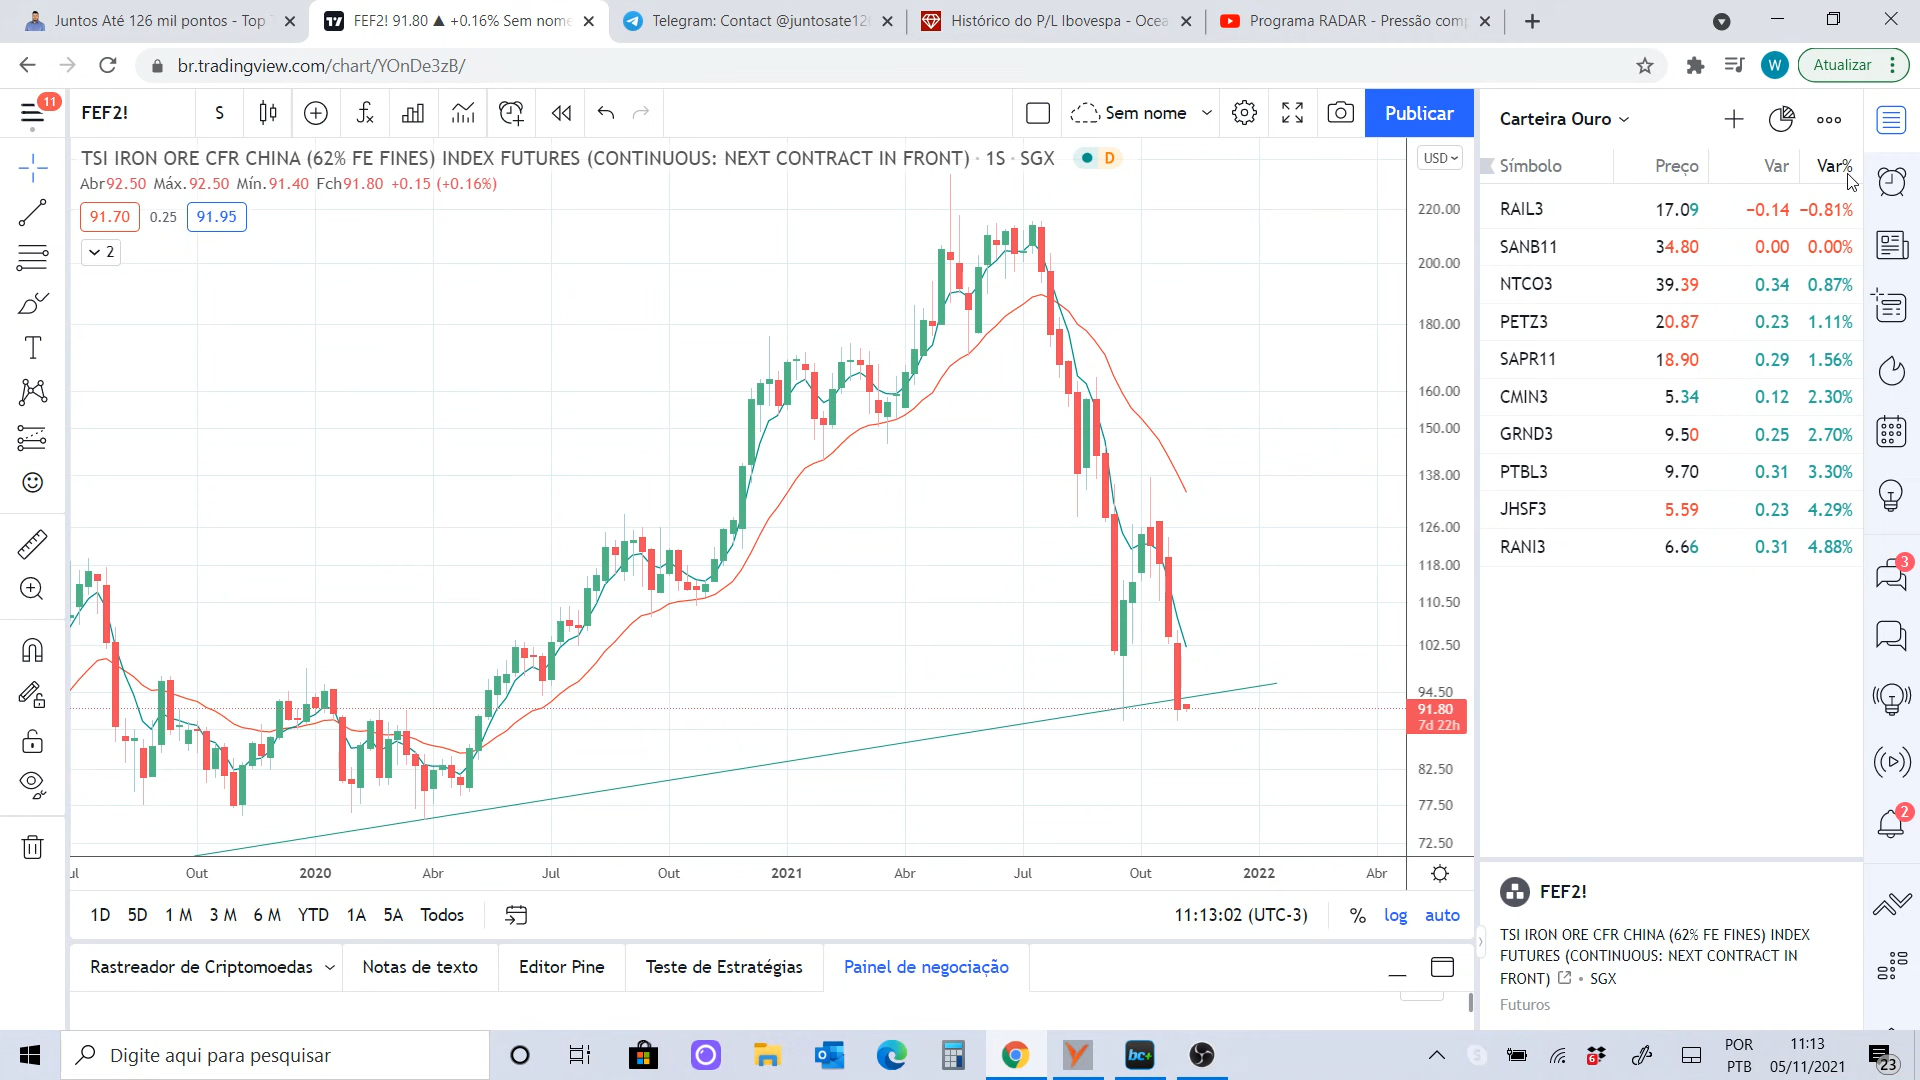 Juntos Até 126 mil pontos - Top
FEF2! 91.80 ▲ +0.16% Sem nome
Telegram: Contact @juntosate126
Histórico do P/L Ibovespa - Ocea
Programa RADAR - Pressão comp
br.tradingview.com/chart/YOnDe3zB/
W
Atualizar
11
FEF2!
S
Sem nome
Publicar
Carteira Ouro
TSI IRON ORE CFR CHINA (62% FE FINES) INDEX FUTURES (CONTINUOUS: NEXT CONTRACT IN FRONT) · 1S · SGX
D
USD
Abr92.50 Máx.92.50 Mín.91.40 Fch91.80 +0.15 (+0.16%)
91.70 0.25 91.95
2
220.00
200.00
180.00
160.00
150.00
138.00
126.00
118.00
110.50
102.50
94.50
91.80
7d 22h
82.50
77.50
72.50
Out 2020 Abr Jul Out 2021 Abr Jul Out 2022 Abr
Símbolo Preço Var Var%
RAIL3 17.09 −0.14 −0.81%
SANB11 34.80 0.00 0.00%
NTCO3 39.39 0.34 0.87%
PETZ3 20.87 0.23 1.11%
SAPR11 18.90 0.29 1.56%
CMIN3 5.34 0.12 2.30%
GRND3 9.50 0.25 2.70%
PTBL3 9.70 0.31 3.30%
JHSF3 5.59 0.23 4.29%
RANI3 6.66 0.31 4.88%
3
2
FEF2!
TSI IRON ORE CFR CHINA (62% FE FINES) INDEX
FUTURES (CONTINUOUS: NEXT CONTRACT IN
FRONT) • SGX
Futuros
1D 5D 1 M 3 M 6 M YTD 1A 5A Todos
11:13:02 (UTC-3) % log auto
Rastreador de Criptomoedas Notas de texto Editor Pine Teste de Estratégias Painel de negociação
Digite aqui para pesquisar
bc+
6
POR
PTB
11:13
05/11/2021
23